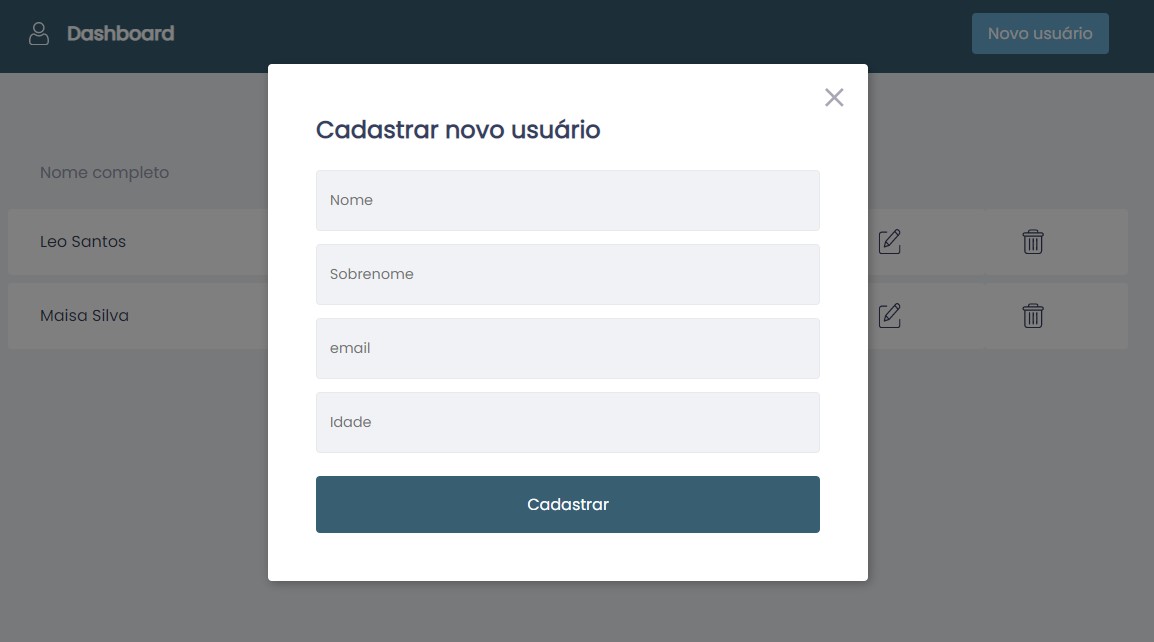 Dashboard
Novo usuário
Cadastrar novo usuário
Nome completo
Nome
Leo Santos
Sobrenome
Maisa Silva
email
Idade
Cadastrar